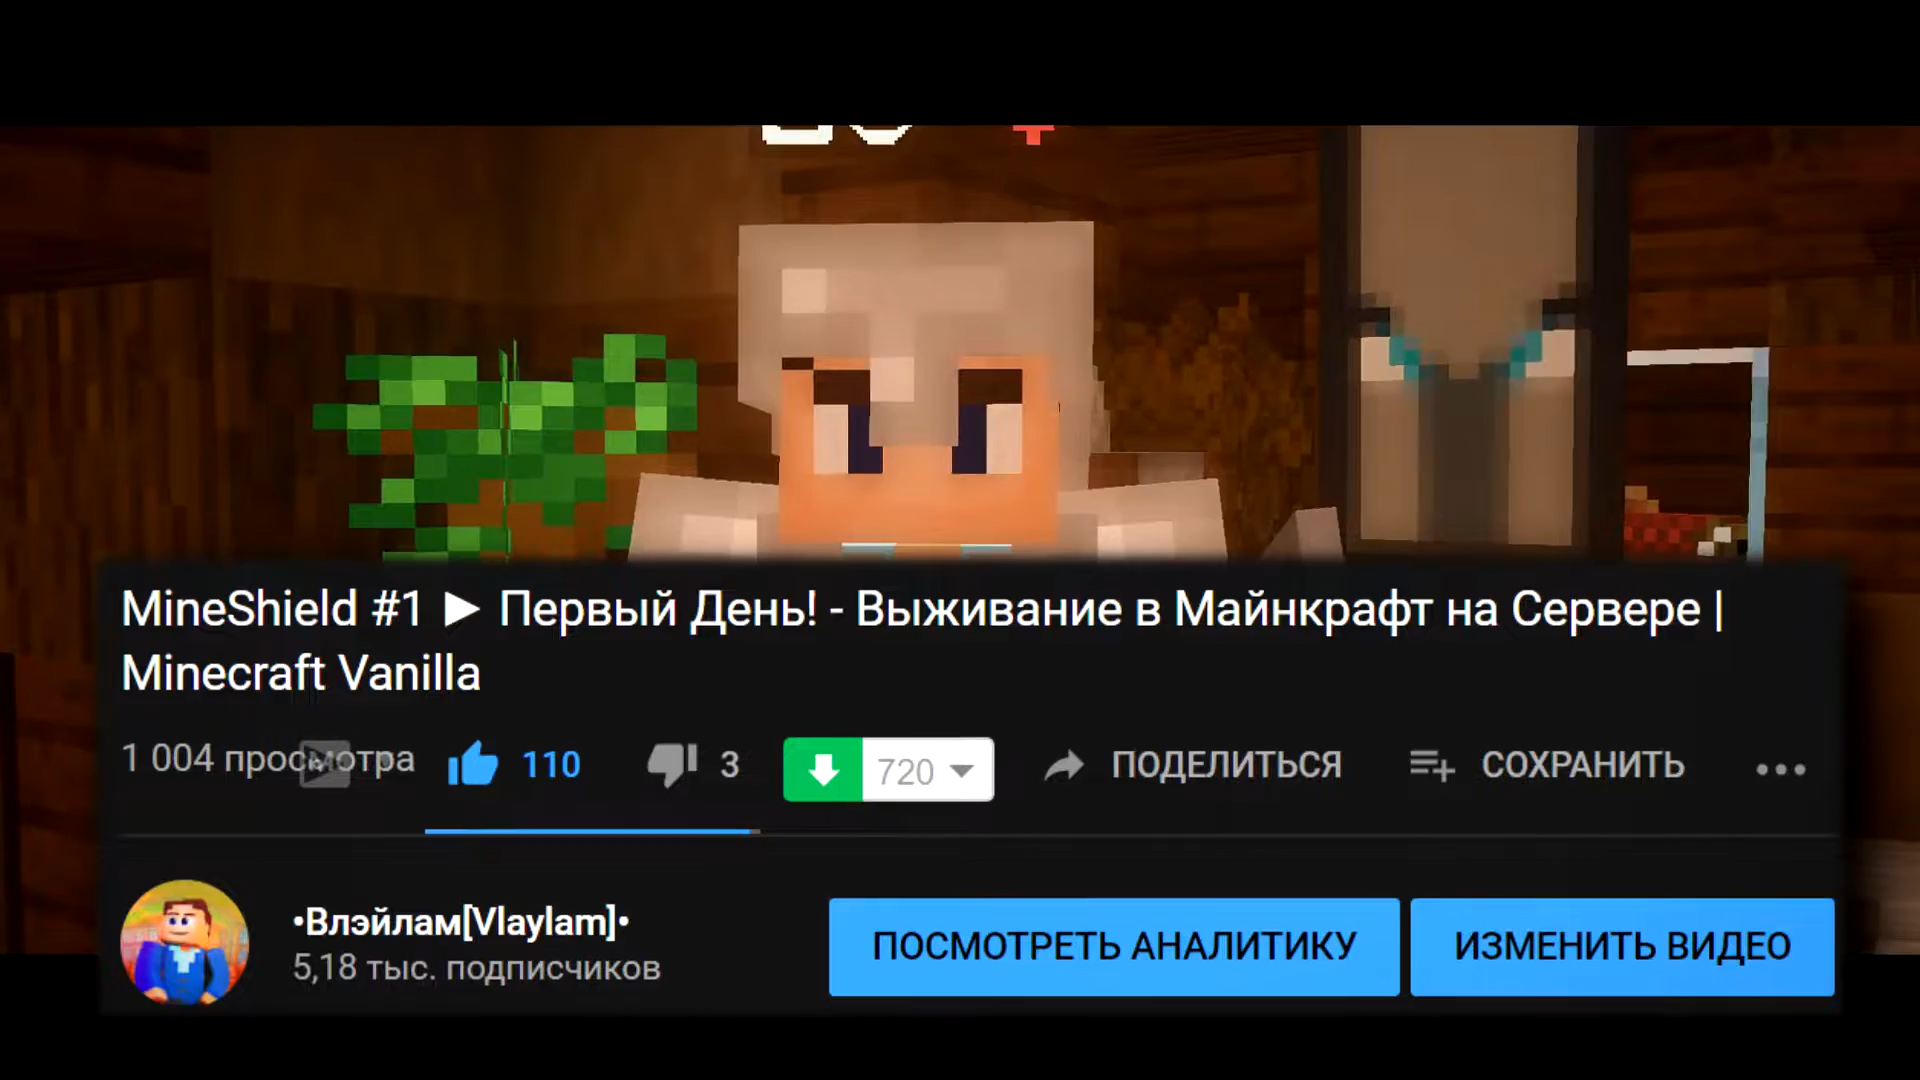 MineShield #1 ► Первый День! - Выживание в Майнкрафт на Сервере |
Minecraft Vanilla
1 004 просмотра 110 3 720 ПОДЕЛИТЬСЯ СОХРАНИТЬ
•Влэйлам[Vlaylam]•
5,18 тыс. подписчиков
ПОСМОТРЕТЬ АНАЛИТИКУ ИЗМЕНИТЬ ВИДЕО